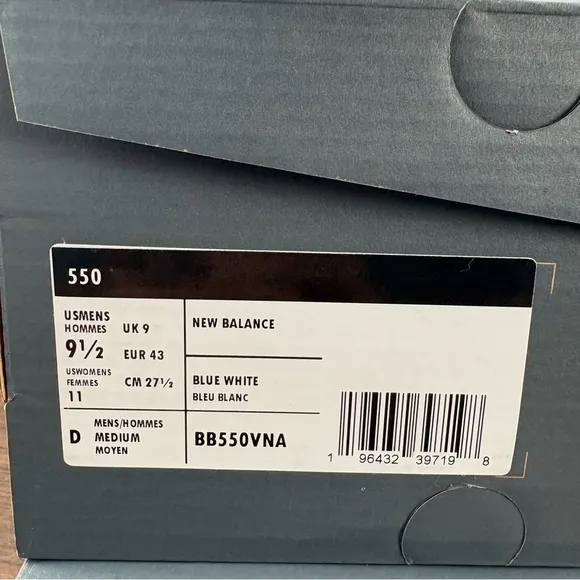 550
USMENS
HOMMES
9½
USWOMENS
FEMMES
11
UK 9
EUR 43
CM 27½
NEW BALANCE
BLUE WHITE
BLEU BLANC
D
MENS/HOMMES
MEDIUM
MOYEN
BB550VNA
1 96432 39719 8